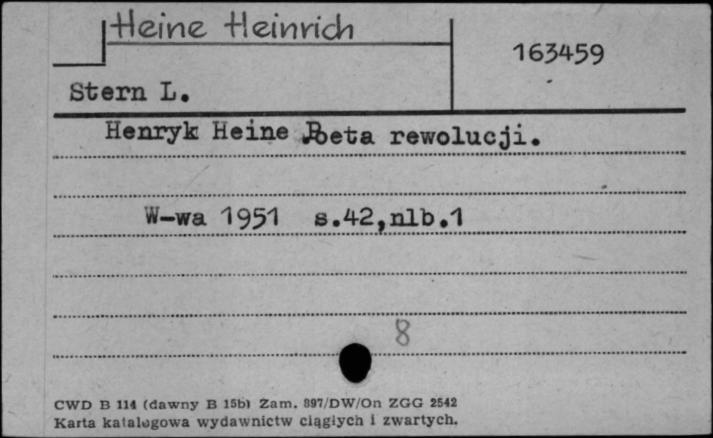 Heine Heinrich
163459
Stern L.
Henryk Heine Poeta rewolucji.
W-wa 1951 s.42,nlb.1
8
CWD B 114 (dawny B 15b) Zam. 897/DW/On ZGG 2542
Karta katalogowa wydawnictw ciągłych i zwartych.